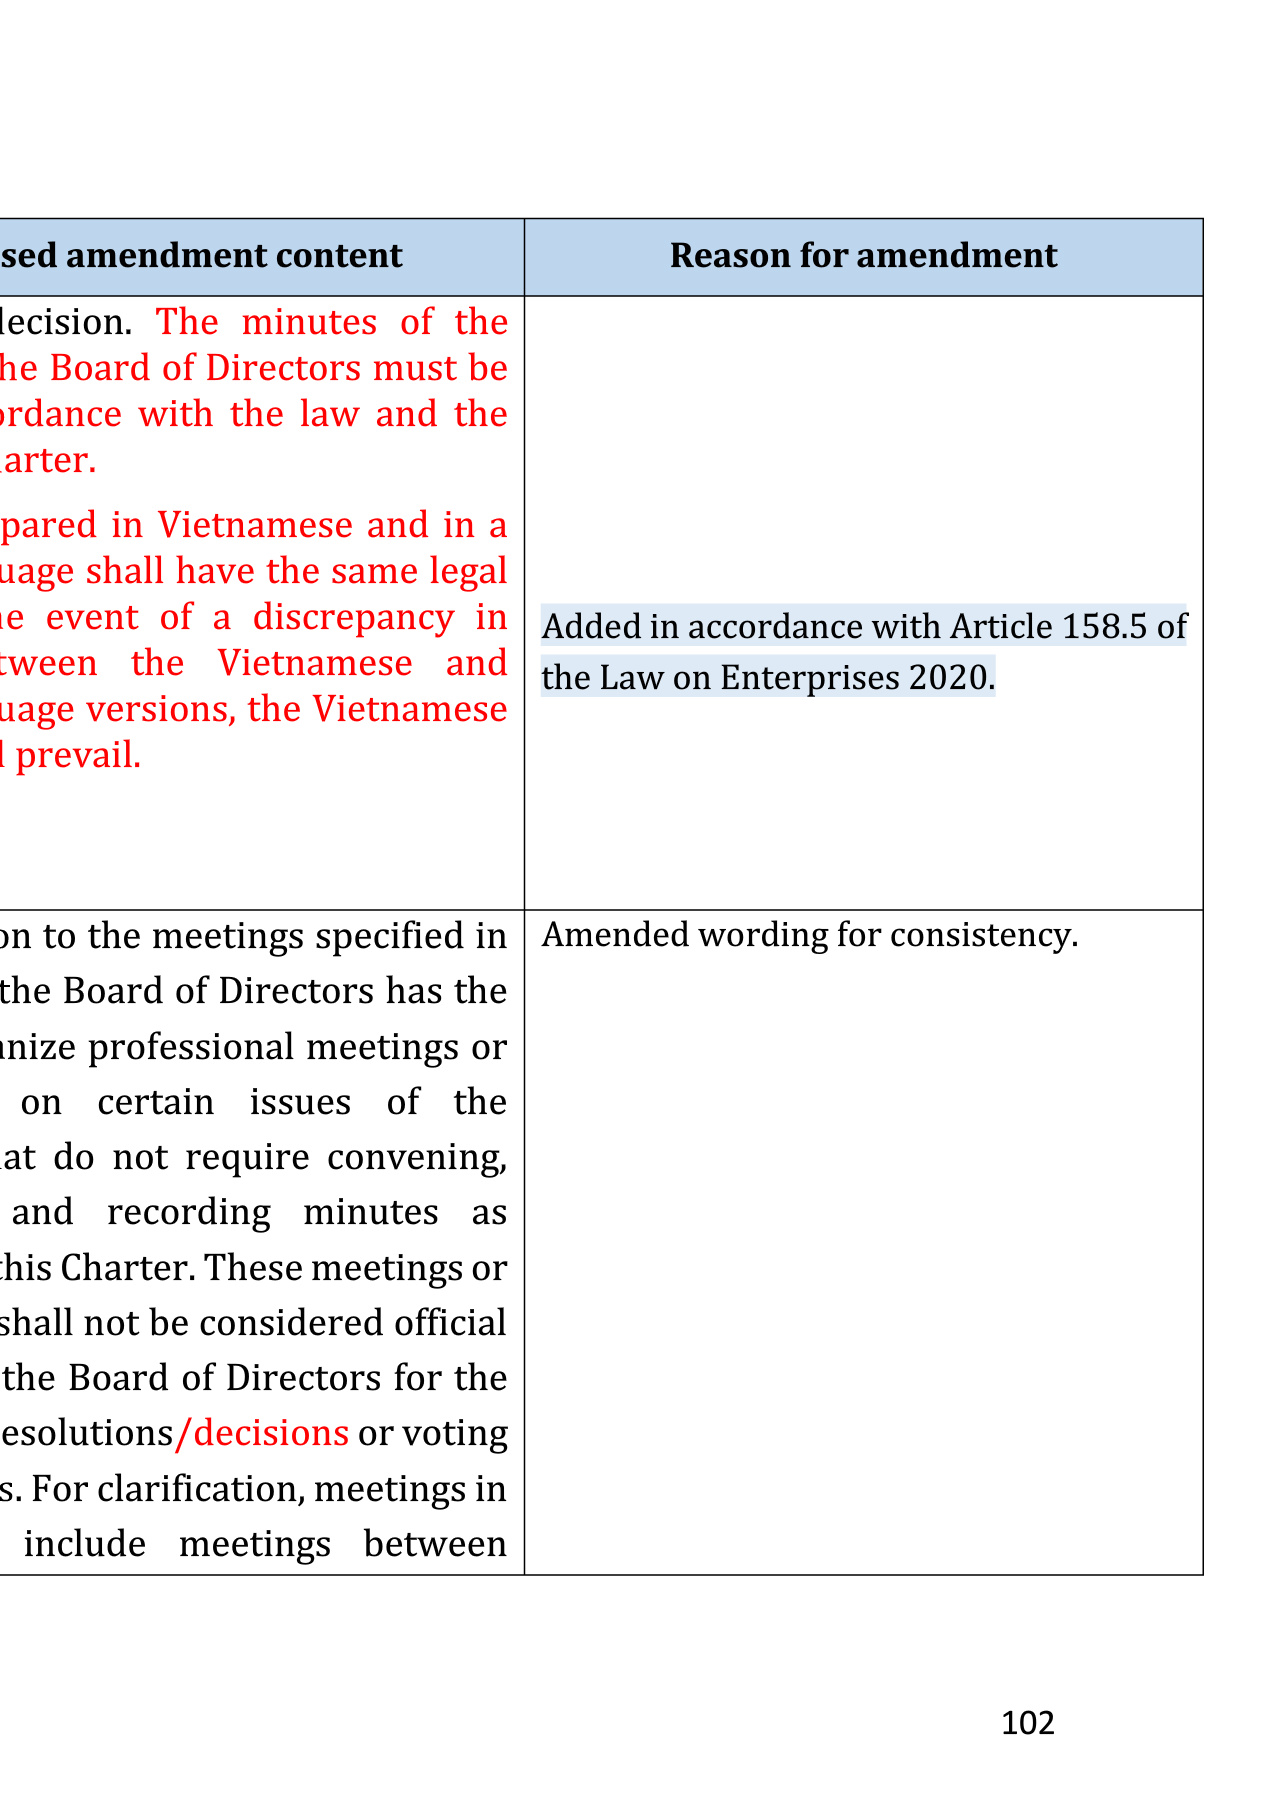 sed amendment content
Reason for amendment
decision. The minutes of the
the Board of Directors must be
ordance with the law and the
arter.
pared in Vietnamese and in a
uage shall have the same legal
he event of a discrepancy in
tween the Vietnamese and
uage versions, the Vietnamese
prevail.
Added in accordance with Article 158.5 of
the Law on Enterprises 2020.
on to the meetings specified in
the Board of Directors has the
nize professional meetings or
on certain issues of the
hat do not require convening,
and recording minutes as
this Charter. These meetings or
shall not be considered official
the Board of Directors for the
esolutions/decisions or voting
s. For clarification, meetings in
include meetings between
Amended wording for consistency.
102